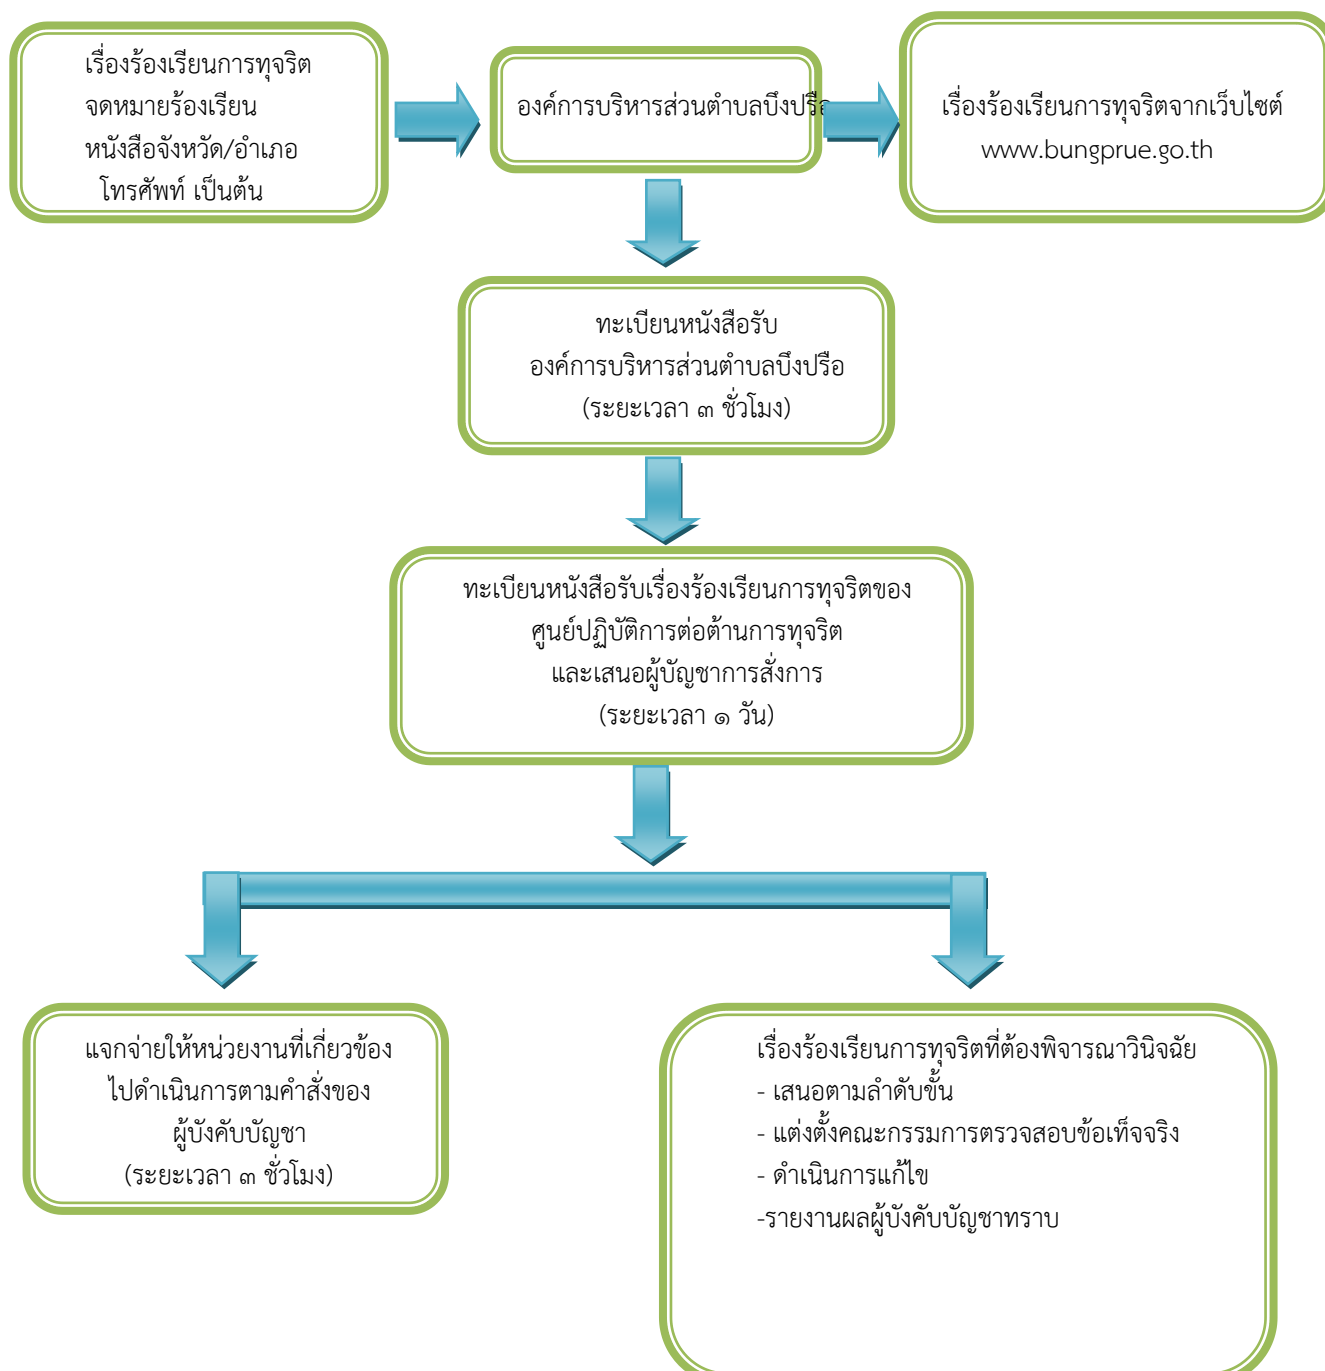 เรื่องร้องเรียนการทุจริต
จดหมายร้องเรียน
หนังสือจังหวัด/อำเภอ
โทรศัพท์ เป็นต้น
องค์การบริหารส่วนตำบลบึงปรือ
เรื่องร้องเรียนการทุจริตจากเว็บไซต์
www.bungprue.go.th
ทะเบียนหนังสือรับ
องค์การบริหารส่วนตำบลบึงปรือ
(ระยะเวลา ๓ ชั่วโมง)
ทะเบียนหนังสือรับเรื่องร้องเรียนการทุจริตของ
ศูนย์ปฏิบัติการต่อต้านการทุจริต
และเสนอผู้บัญชาการสั่งการ
(ระยะเวลา ๑ วัน)
แจกจ่ายให้หน่วยงานที่เกี่ยวข้อง
ไปดำเนินการตามคำสั่งของ
ผู้บังคับบัญชา
(ระยะเวลา ๓ ชั่วโมง)
เรื่องร้องเรียนการทุจริตที่ต้องพิจารณาวินิจฉัย
- เสนอตามลำดับขั้น
- แต่งตั้งคณะกรรมการตรวจสอบข้อเท็จจริง
- ดำเนินการแก้ไข
-รายงานผลผู้บังคับบัญชาทราบ